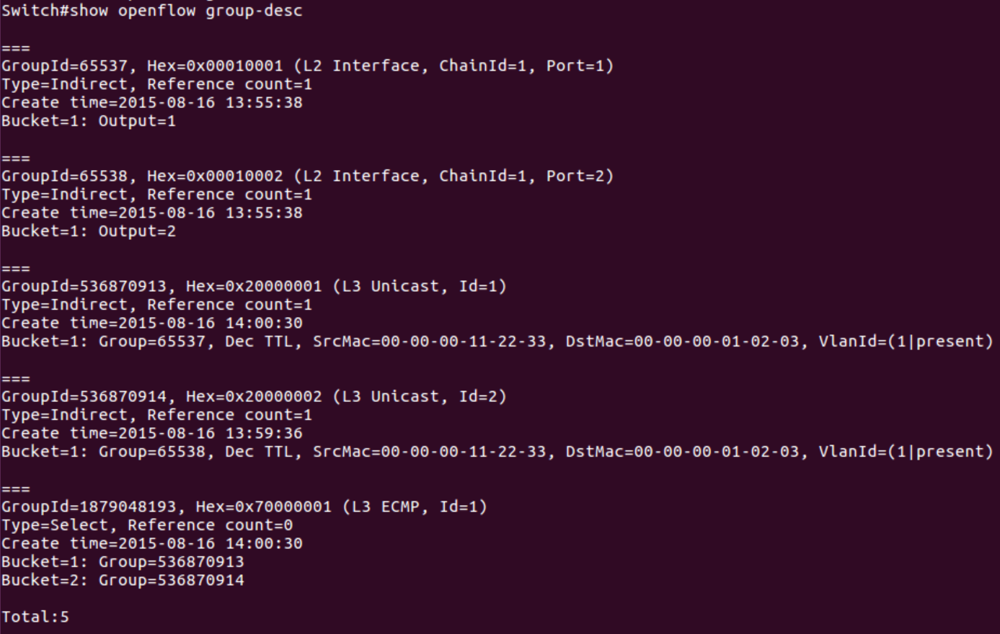 Switch#show openflow group-desc
===
GroupId=65537, Hex=0x00010001 (L2 Interface, ChainId=1, Port=1)
Type=Indirect, Reference count=1
Create time=2015-08-16 13:55:38
Bucket=1: Output=1
===
GroupId=65538, Hex=0x00010002 (L2 Interface, ChainId=1, Port=2)
Type=Indirect, Reference count=1
Create time=2015-08-16 13:55:38
Bucket=1: Output=2
===
GroupId=536870913, Hex=0x20000001 (L3 Unicast, Id=1)
Type=Indirect, Reference count=1
Create time=2015-08-16 14:00:30
Bucket=1: Group=65537, Dec TTL, SrcMac=00-00-00-11-22-33, DstMac=00-00-00-01-02-03, VlanId=(1|present)
===
GroupId=536870914, Hex=0x20000002 (L3 Unicast, Id=2)
Type=Indirect, Reference count=1
Create time=2015-08-16 13:59:36
Bucket=1: Group=65538, Dec TTL, SrcMac=00-00-00-11-22-33, DstMac=00-00-00-01-02-03, VlanId=(1|present)
===
GroupId=1879048193, Hex=0x70000001 (L3 ECMP, Id=1)
Type=Select, Reference count=0
Create time=2015-08-16 14:00:30
Bucket=1: Group=536870913
Bucket=2: Group=536870914
Total:5